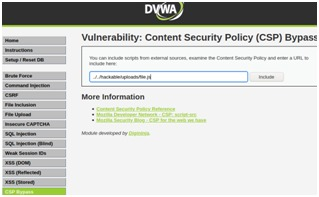 DVWA
Home
Instructions
Setup / Reset DB
Brute Force
Command Injection
CSRF
File Inclusion
File Upload
Insecure CAPTCHA
SQL Injection
SQL Injection (Blind)
Weak Session IDs
XSS (DOM)
XSS (Reflected)
XSS (Stored)
CSP Bypass
Vulnerability: Content Security Policy (CSP) Bypass
You can include scripts from external sources, examine the Content Security Policy and enter a URL to
include here:
../../hackable/uploads/file.js
Include
More Information
Content Security Policy Reference
Mozilla Developer Network - CSP: script-src
Mozilla Security Blog - CSP for the web we have
Module developed by Digininja.